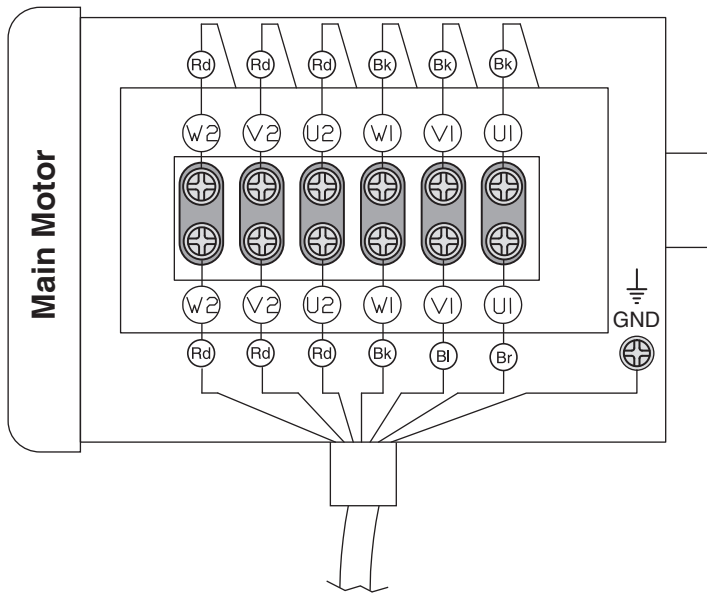 Main Motor
Rd Rd Rd Bk Bk Bk
W2 V2 U2 W1 V1 U1
W2 V2 U2 W1 V1 U1
GND
Rd Rd Rd Bk Bl Br